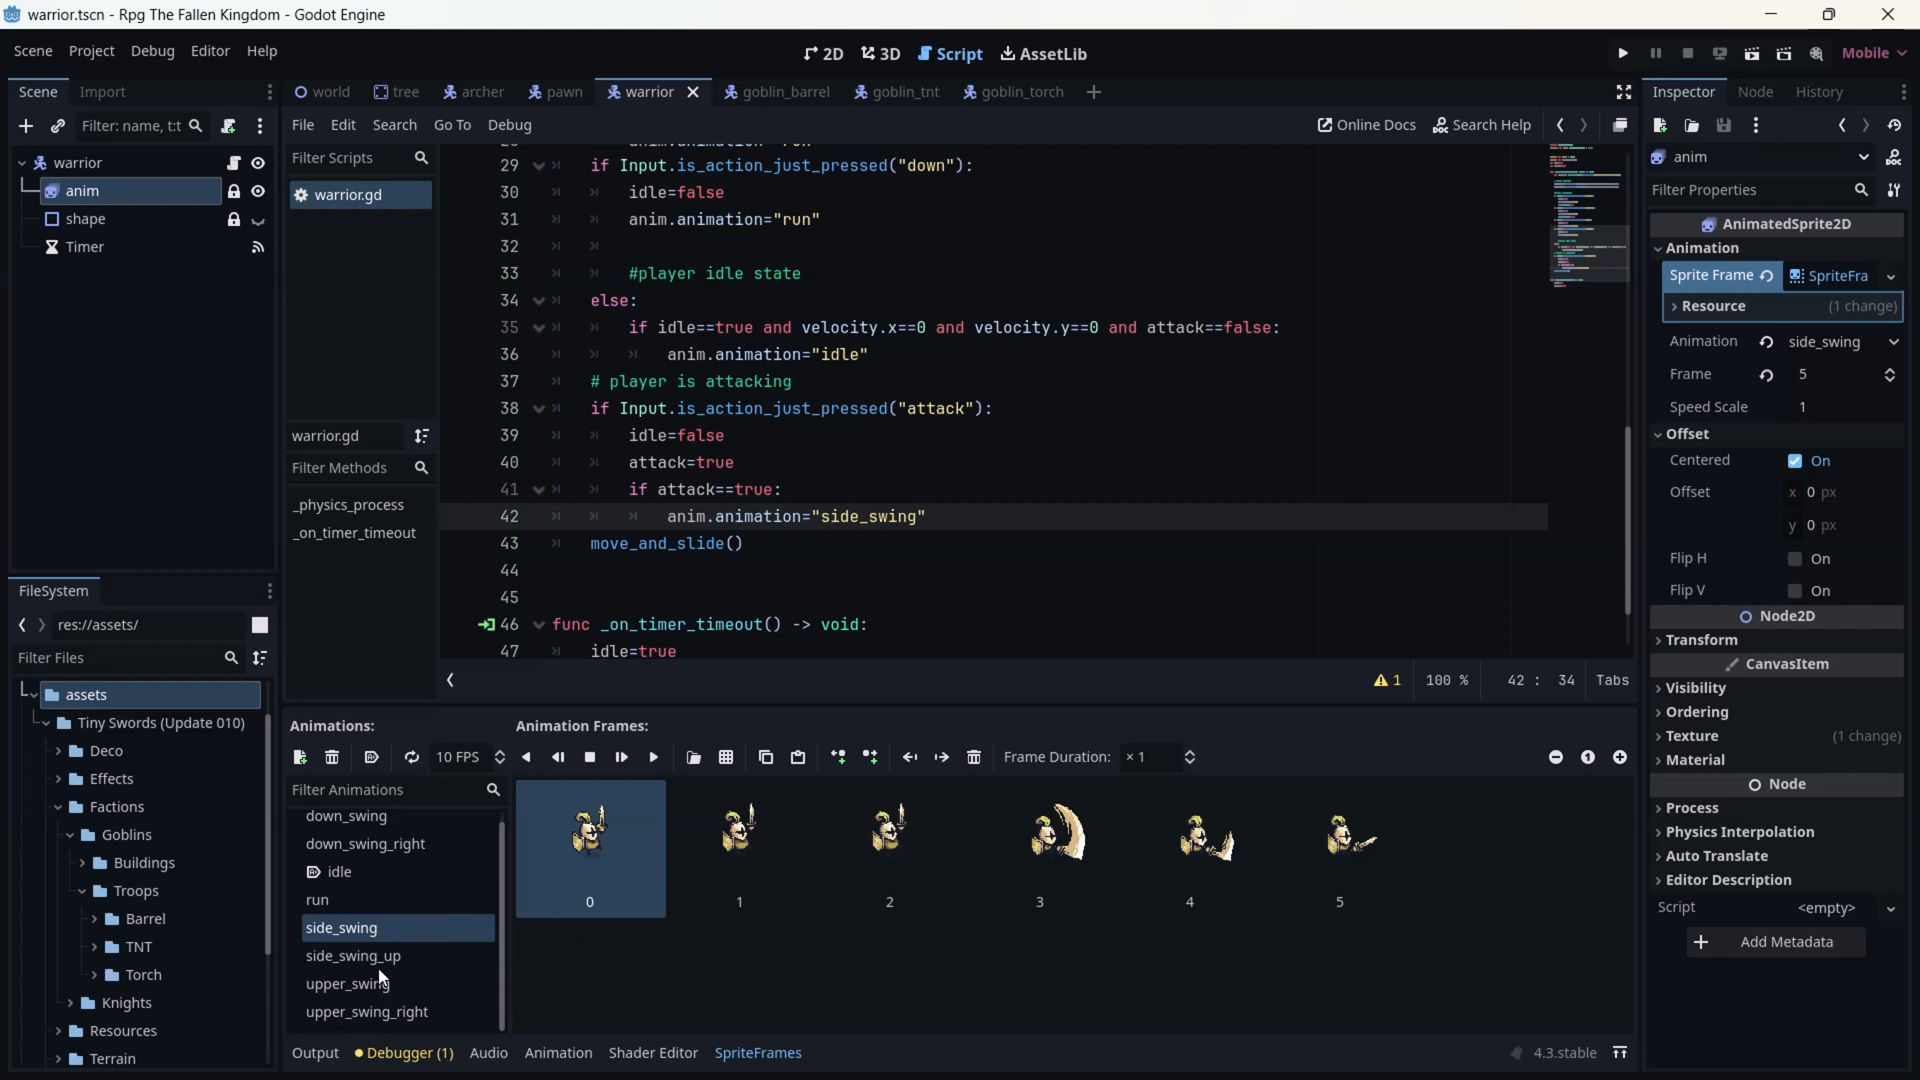 warrior.tscn - Rpg The Fallen Kingdom - Godot Engine
Scene Project Debug Editor Help
2D 3D Script AssetLib
Mobile
Scene Import
Filter: name, t:t
warrior
anim
shape
Timer
FileSystem
res://assets/
Filter Files
assets
Tiny Swords (Update 010)
Deco
Effects
Factions
Goblins
Buildings
Troops
Barrel
TNT
Torch
Knights
Resources
Terrain
world tree archer pawn warrior goblin_barrel goblin_tnt goblin_torch
File Edit Search Go To Debug
Online Docs Search Help
Filter Scripts
warrior.gd
warrior.gd
Filter Methods
_physics_process
_on_timer_timeout
29 if Input.is_action_just_pressed("down"):
30 idle=false
31 anim.animation="run"
32
33 #player idle state
34 else:
35 if idle==true and velocity.x==0 and velocity.y==0 and attack==false:
36 anim.animation="idle"
37 # player is attacking
38 if Input.is_action_just_pressed("attack"):
39 idle=false
40 attack=true
41 if attack==true:
42 anim.animation="side_swing"
43 move_and_slide()
44
45
46 func _on_timer_timeout() -> void:
47 idle=true
1 100 % 42 : 34 Tabs
Animations:
10 FPS
Filter Animations
down_swing
down_swing_right
idle
run
side_swing
side_swing_up
upper_swing
upper_swing_right
Animation Frames:
Frame Duration: ×1
0 1 2 3 4 5
Output Debugger (1) Audio Animation Shader Editor SpriteFrames
4.3.stable
Inspector Node History
anim
Filter Properties
AnimatedSprite2D
Animation
Sprite Frame SpriteFra
Resource (1 change)
Animation side_swing
Frame 5
Speed Scale 1
Offset
Centered On
Offset x 0 px
y 0 px
Flip H On
Flip V On
Node2D
Transform
CanvasItem
Visibility
Ordering
Texture (1 change)
Material
Node
Process
Physics Interpolation
Auto Translate
Editor Description
Script <empty>
Add Metadata